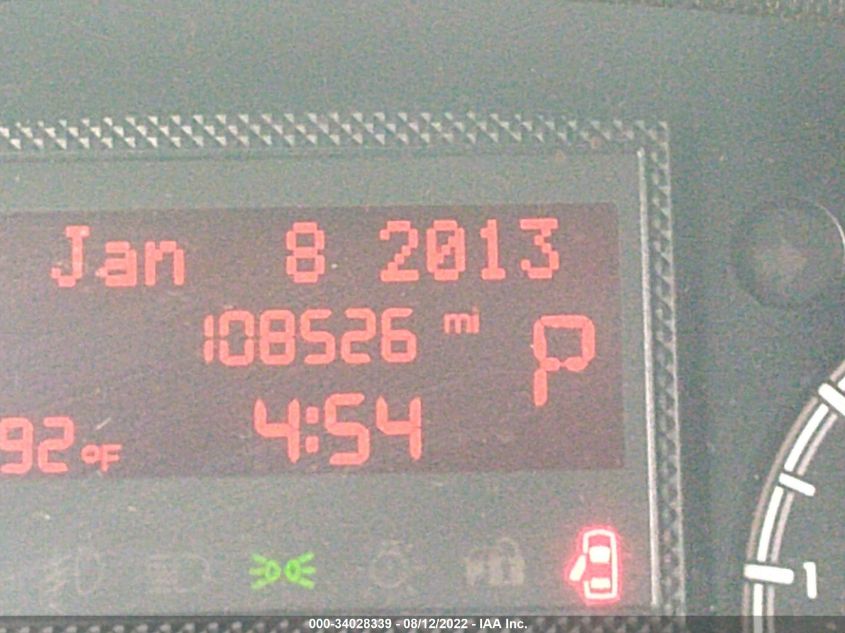 Jan 8 2013
108526 mi
P
92°F 4:54
1
000-34028339 - 08/12/2022 - IAA Inc.